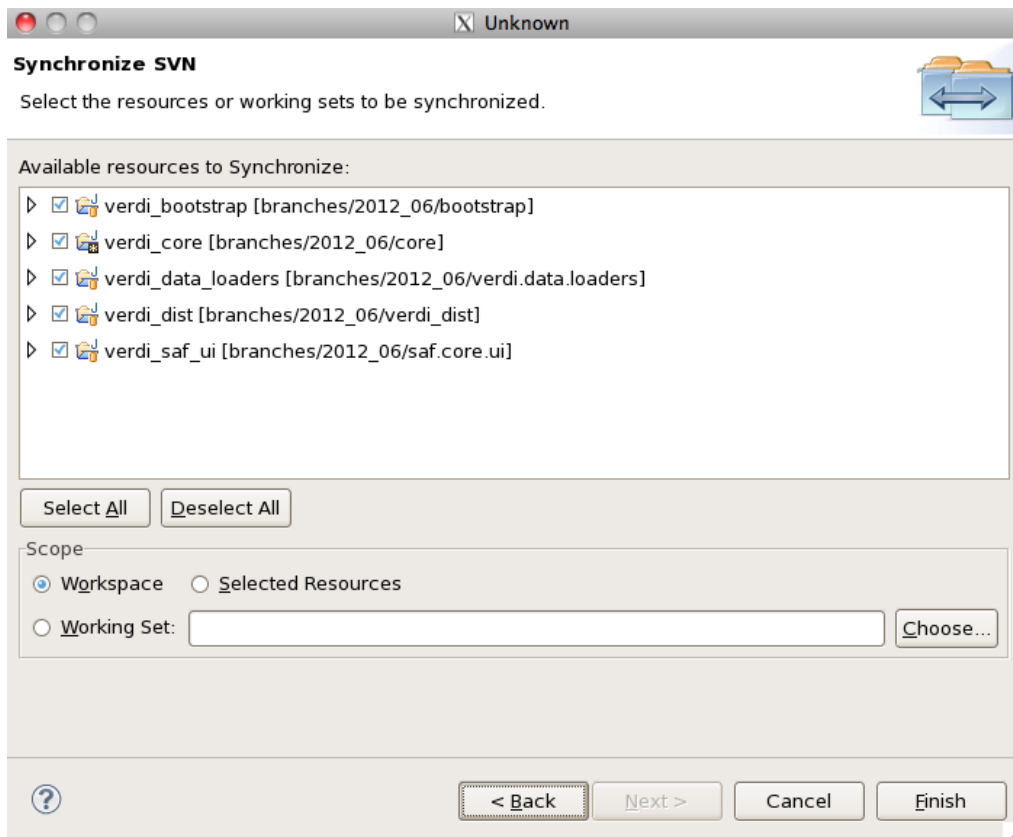 Unknown
Synchronize SVN
Select the resources or working sets to be synchronized.
Available resources to Synchronize:
verdi_bootstrap [branches/2012_06/bootstrap]
verdi_core [branches/2012_06/core]
verdi_data_loaders [branches/2012_06/verdi.data.loaders]
verdi_dist [branches/2012_06/verdi_dist]
verdi_saf_ui [branches/2012_06/saf.core.ui]
Select All Deselect All
Scope
Workspace Selected Resources
Working Set: Choose...
< Back Next > Cancel Finish